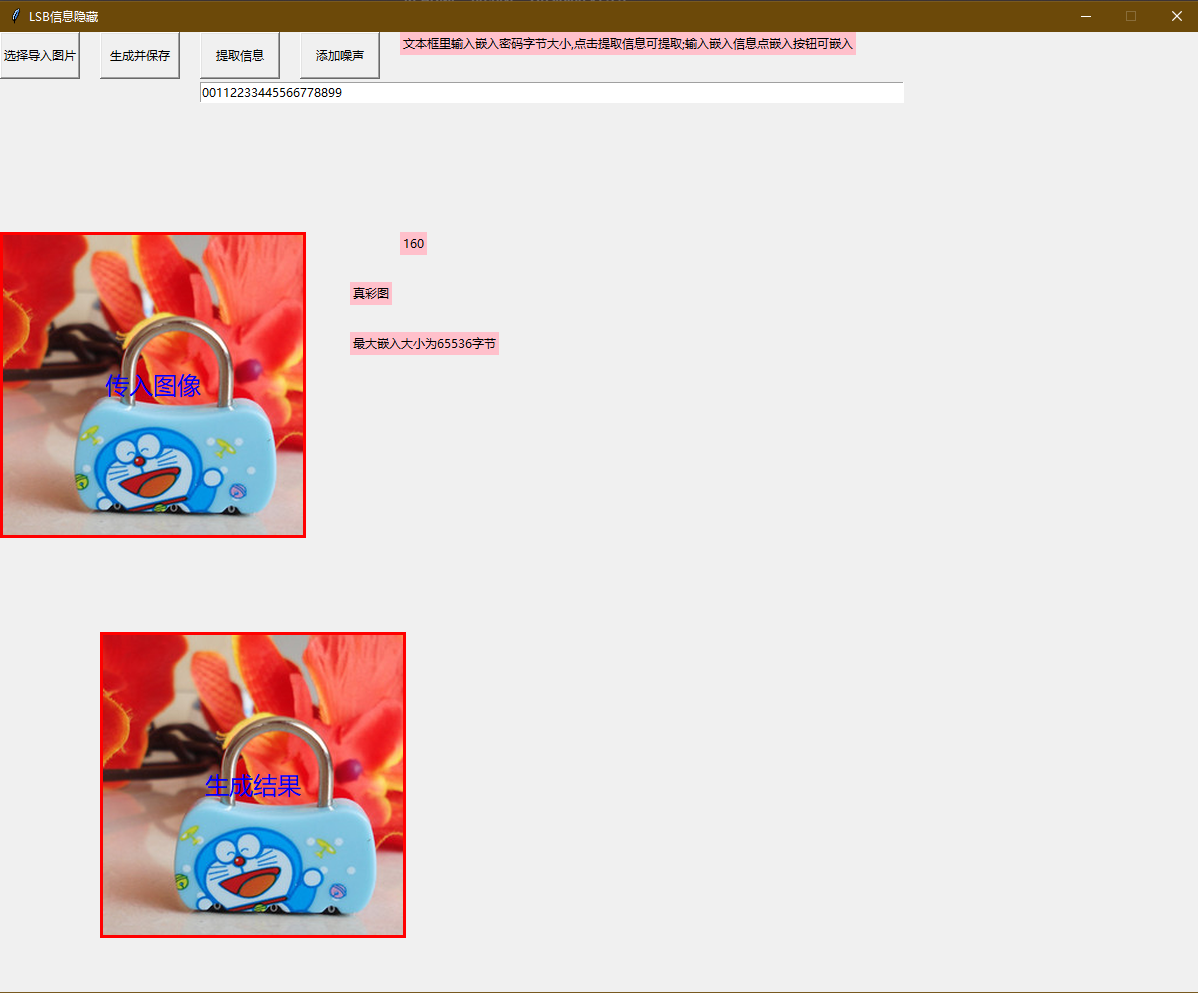 LSB信息隐藏
选择导入图片
生成并保存
提取信息
添加噪声
文本框里输入嵌入密码字节大小,点击提取信息可提取;输入嵌入信息点嵌入按钮可嵌入
00112233445566778899
160
真彩图
最大嵌入大小为65536字节
传入图像
生成结果